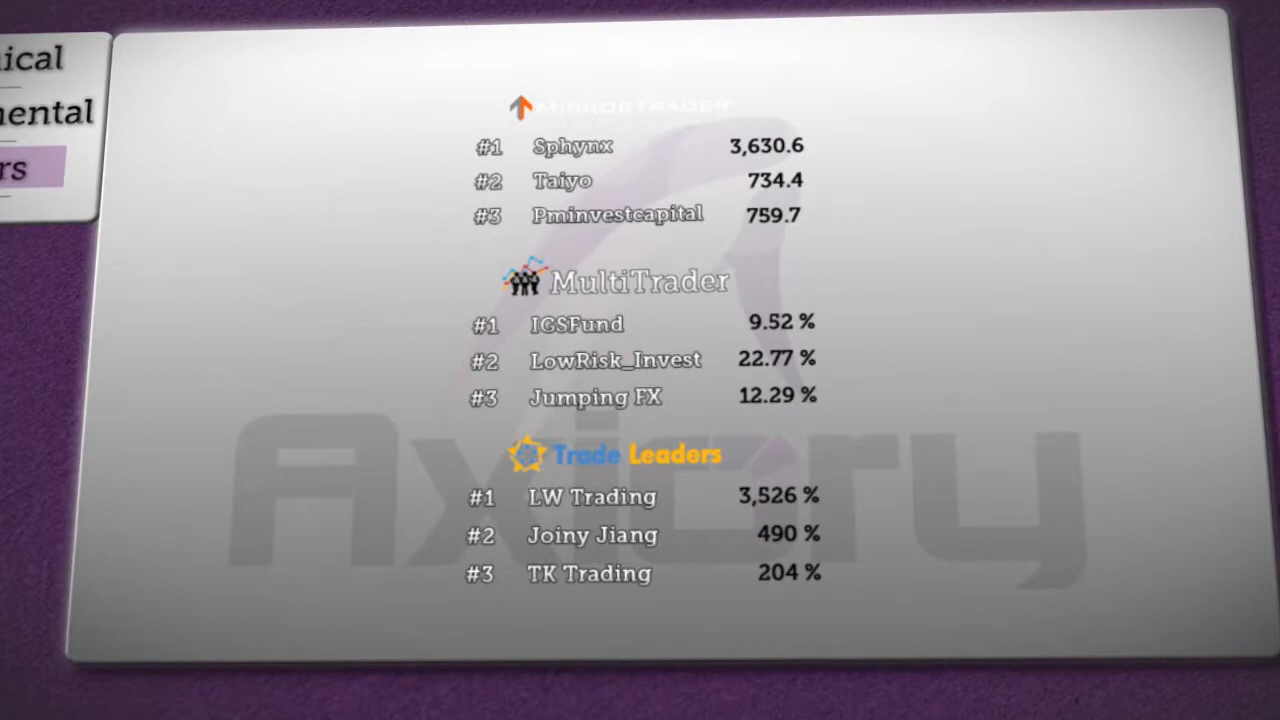 ical
mental
rs
MIRRORTRADER
#1 Sphynx 3,630.6
#2 Taiyo 734.4
#3 Pminvestcapital 759.7
MultiTrader
#1 IGSFund 9.52 %
#2 LowRisk_Invest 22.77 %
#3 Jumping FX 12.29 %
Trade Leaders
#1 LW Trading 3,526 %
#2 Joiny Jiang 490 %
#3 TK Trading 204 %
Axiory